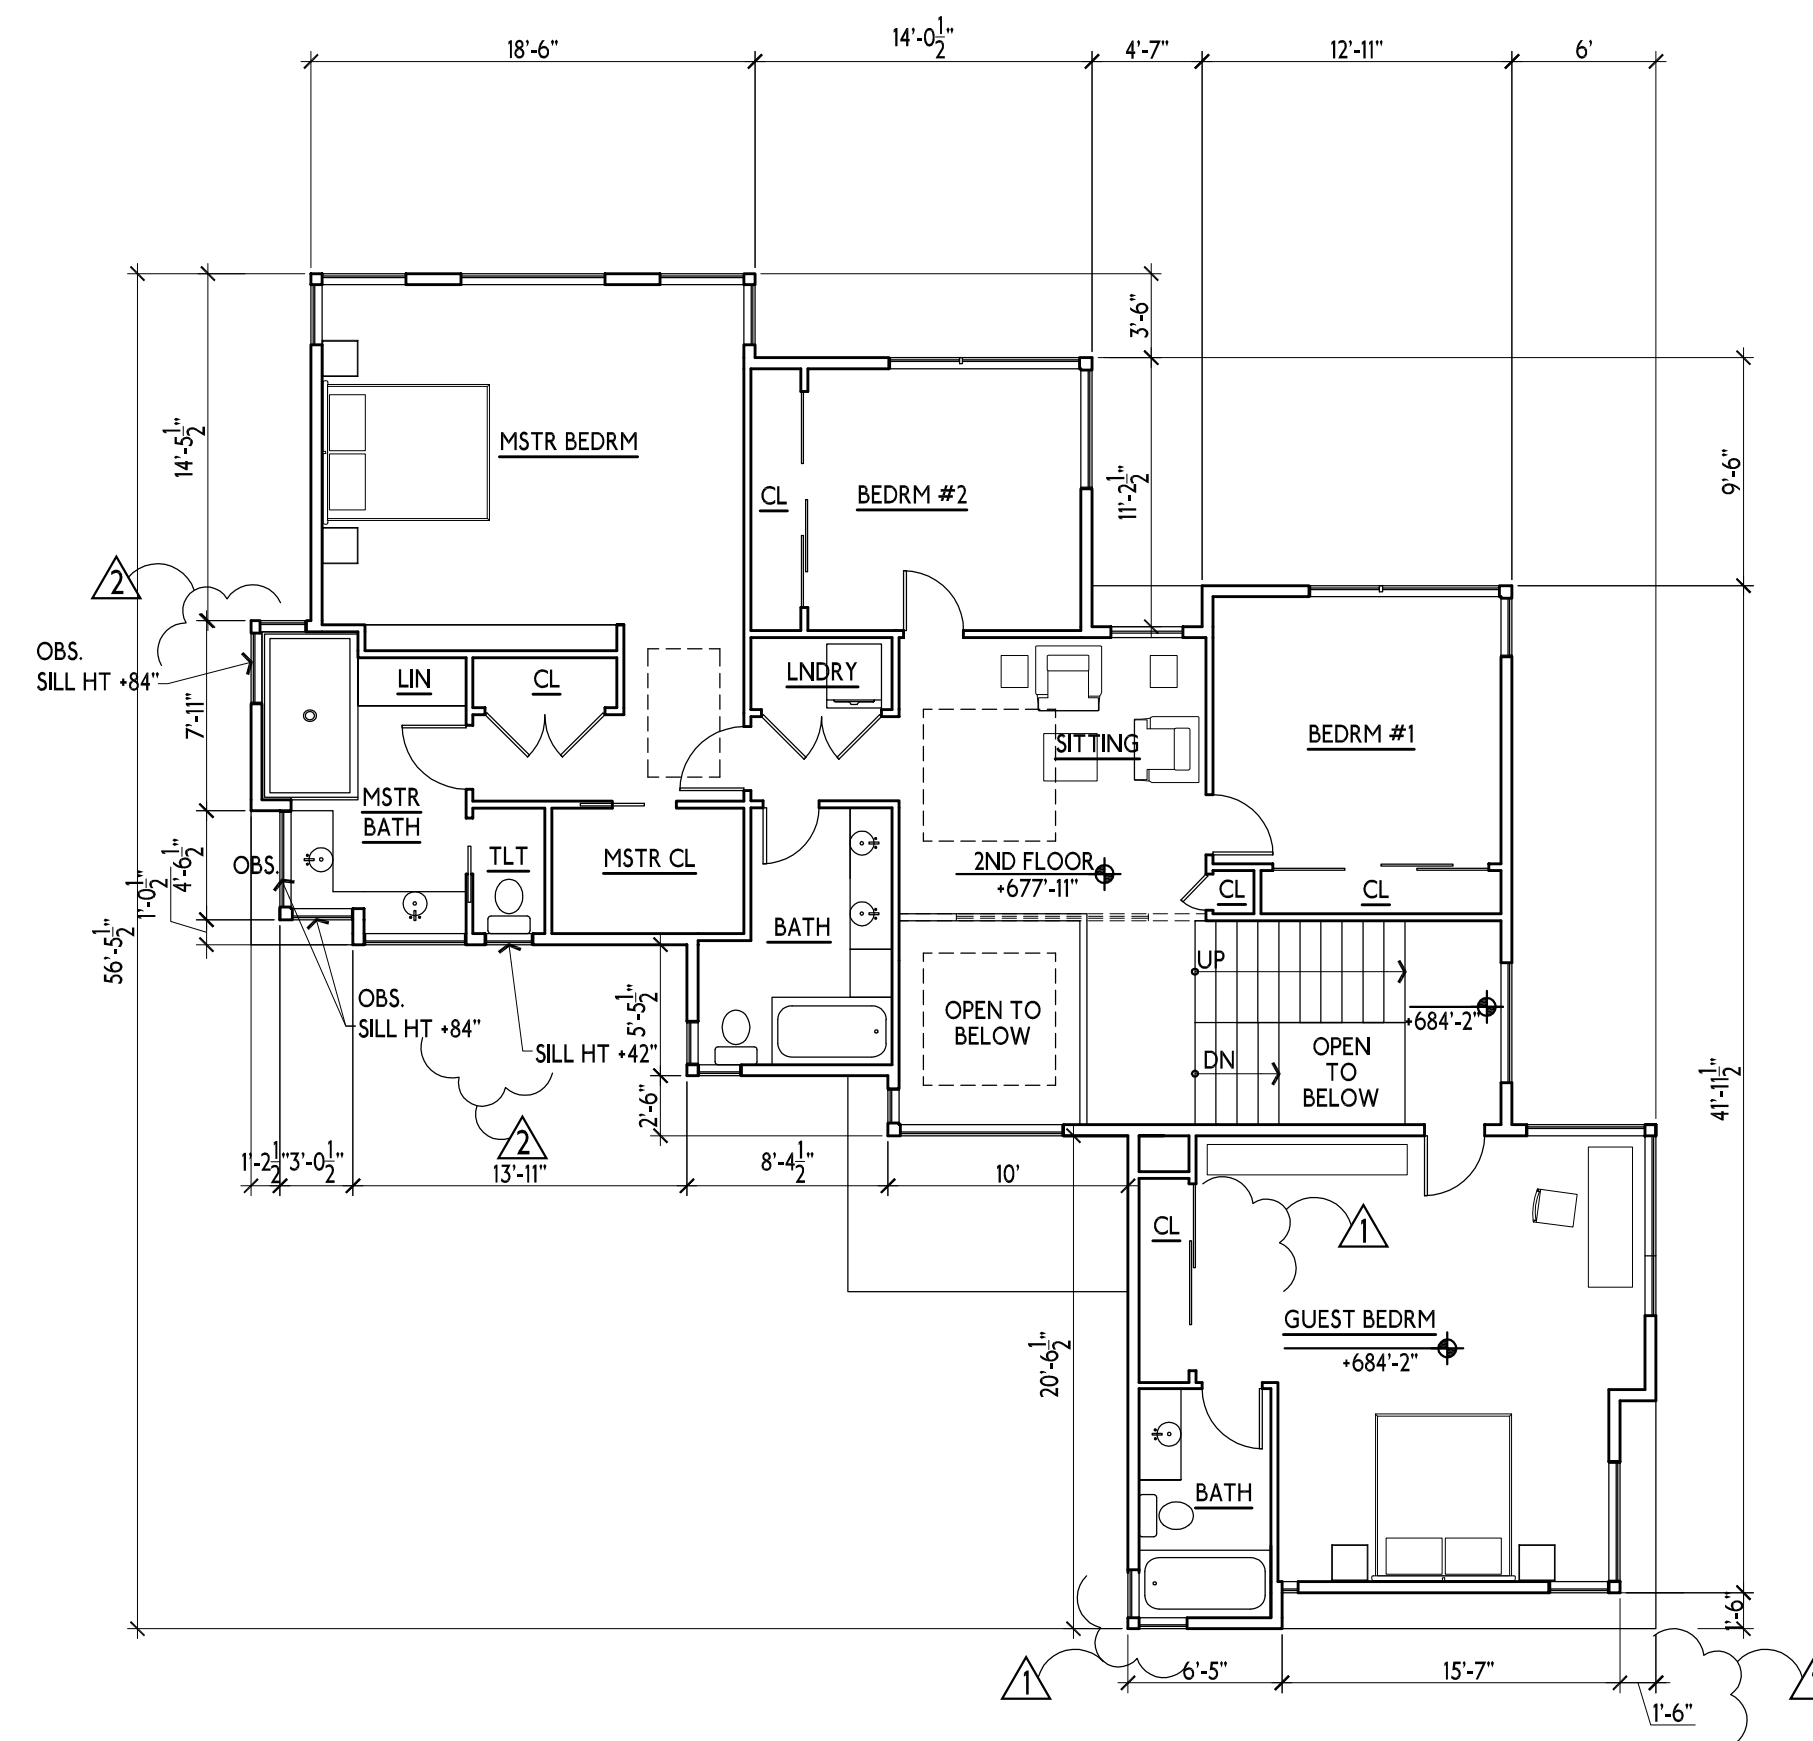 18'-6"
14'-0 1/2"
4'-7"
12'-11"
6'
3'-6"
14'-5 1/2"
MSTR BEDRM
CL
BEDRM #2
11'-2 1/2"
9'-6"
2
OBS.
SILL HT +84"
LIN
CL
LNDRY
7'-11"
SITTING
BEDRM #1
MSTR
BATH
OBS.
4'-6 1/2"
1'-0 1/2"
TLT
MSTR CL
2ND FLOOR
+677'-11"
CL
CL
BATH
56'-5 1/2"
UP
OBS.
SILL HT +84"
SILL HT +42"
5'-5 1/2"
OPEN TO
BELOW
+684'-2"
DN
OPEN
TO
BELOW
2'-6"
41'-11 1/2"
2
1'-2 1/2"
3'-0 1/2"
13'-11"
8'-4 1/2"
10'
CL
1
GUEST BEDRM
+684'-2"
20'-6 1/2"
BATH
1'-6"
1
6'-5"
15'-7"
1'-6"